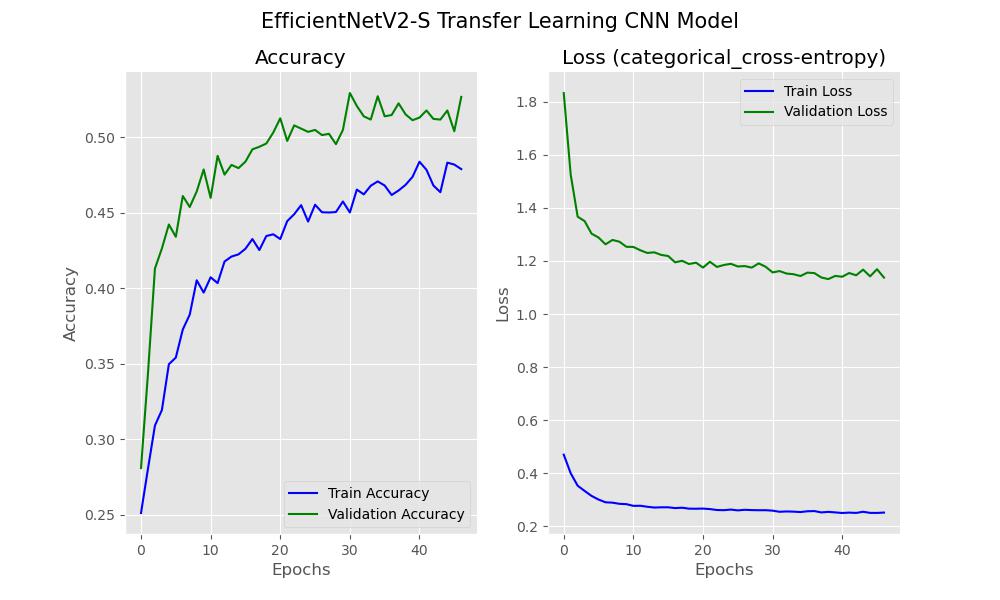 EfficientNetV2-S Transfer Learning CNN Model
Accuracy
Accuracy
0.50
0.45
0.40
0.35
0.30
0.25
0
10
20
30
40
Epochs
Train Accuracy
Validation Accuracy
Loss (categorical_cross-entropy)
Loss
1.8
1.6
1.4
1.2
1.0
0.8
0.6
0.4
0.2
0
10
20
30
40
Epochs
Train Loss
Validation Loss